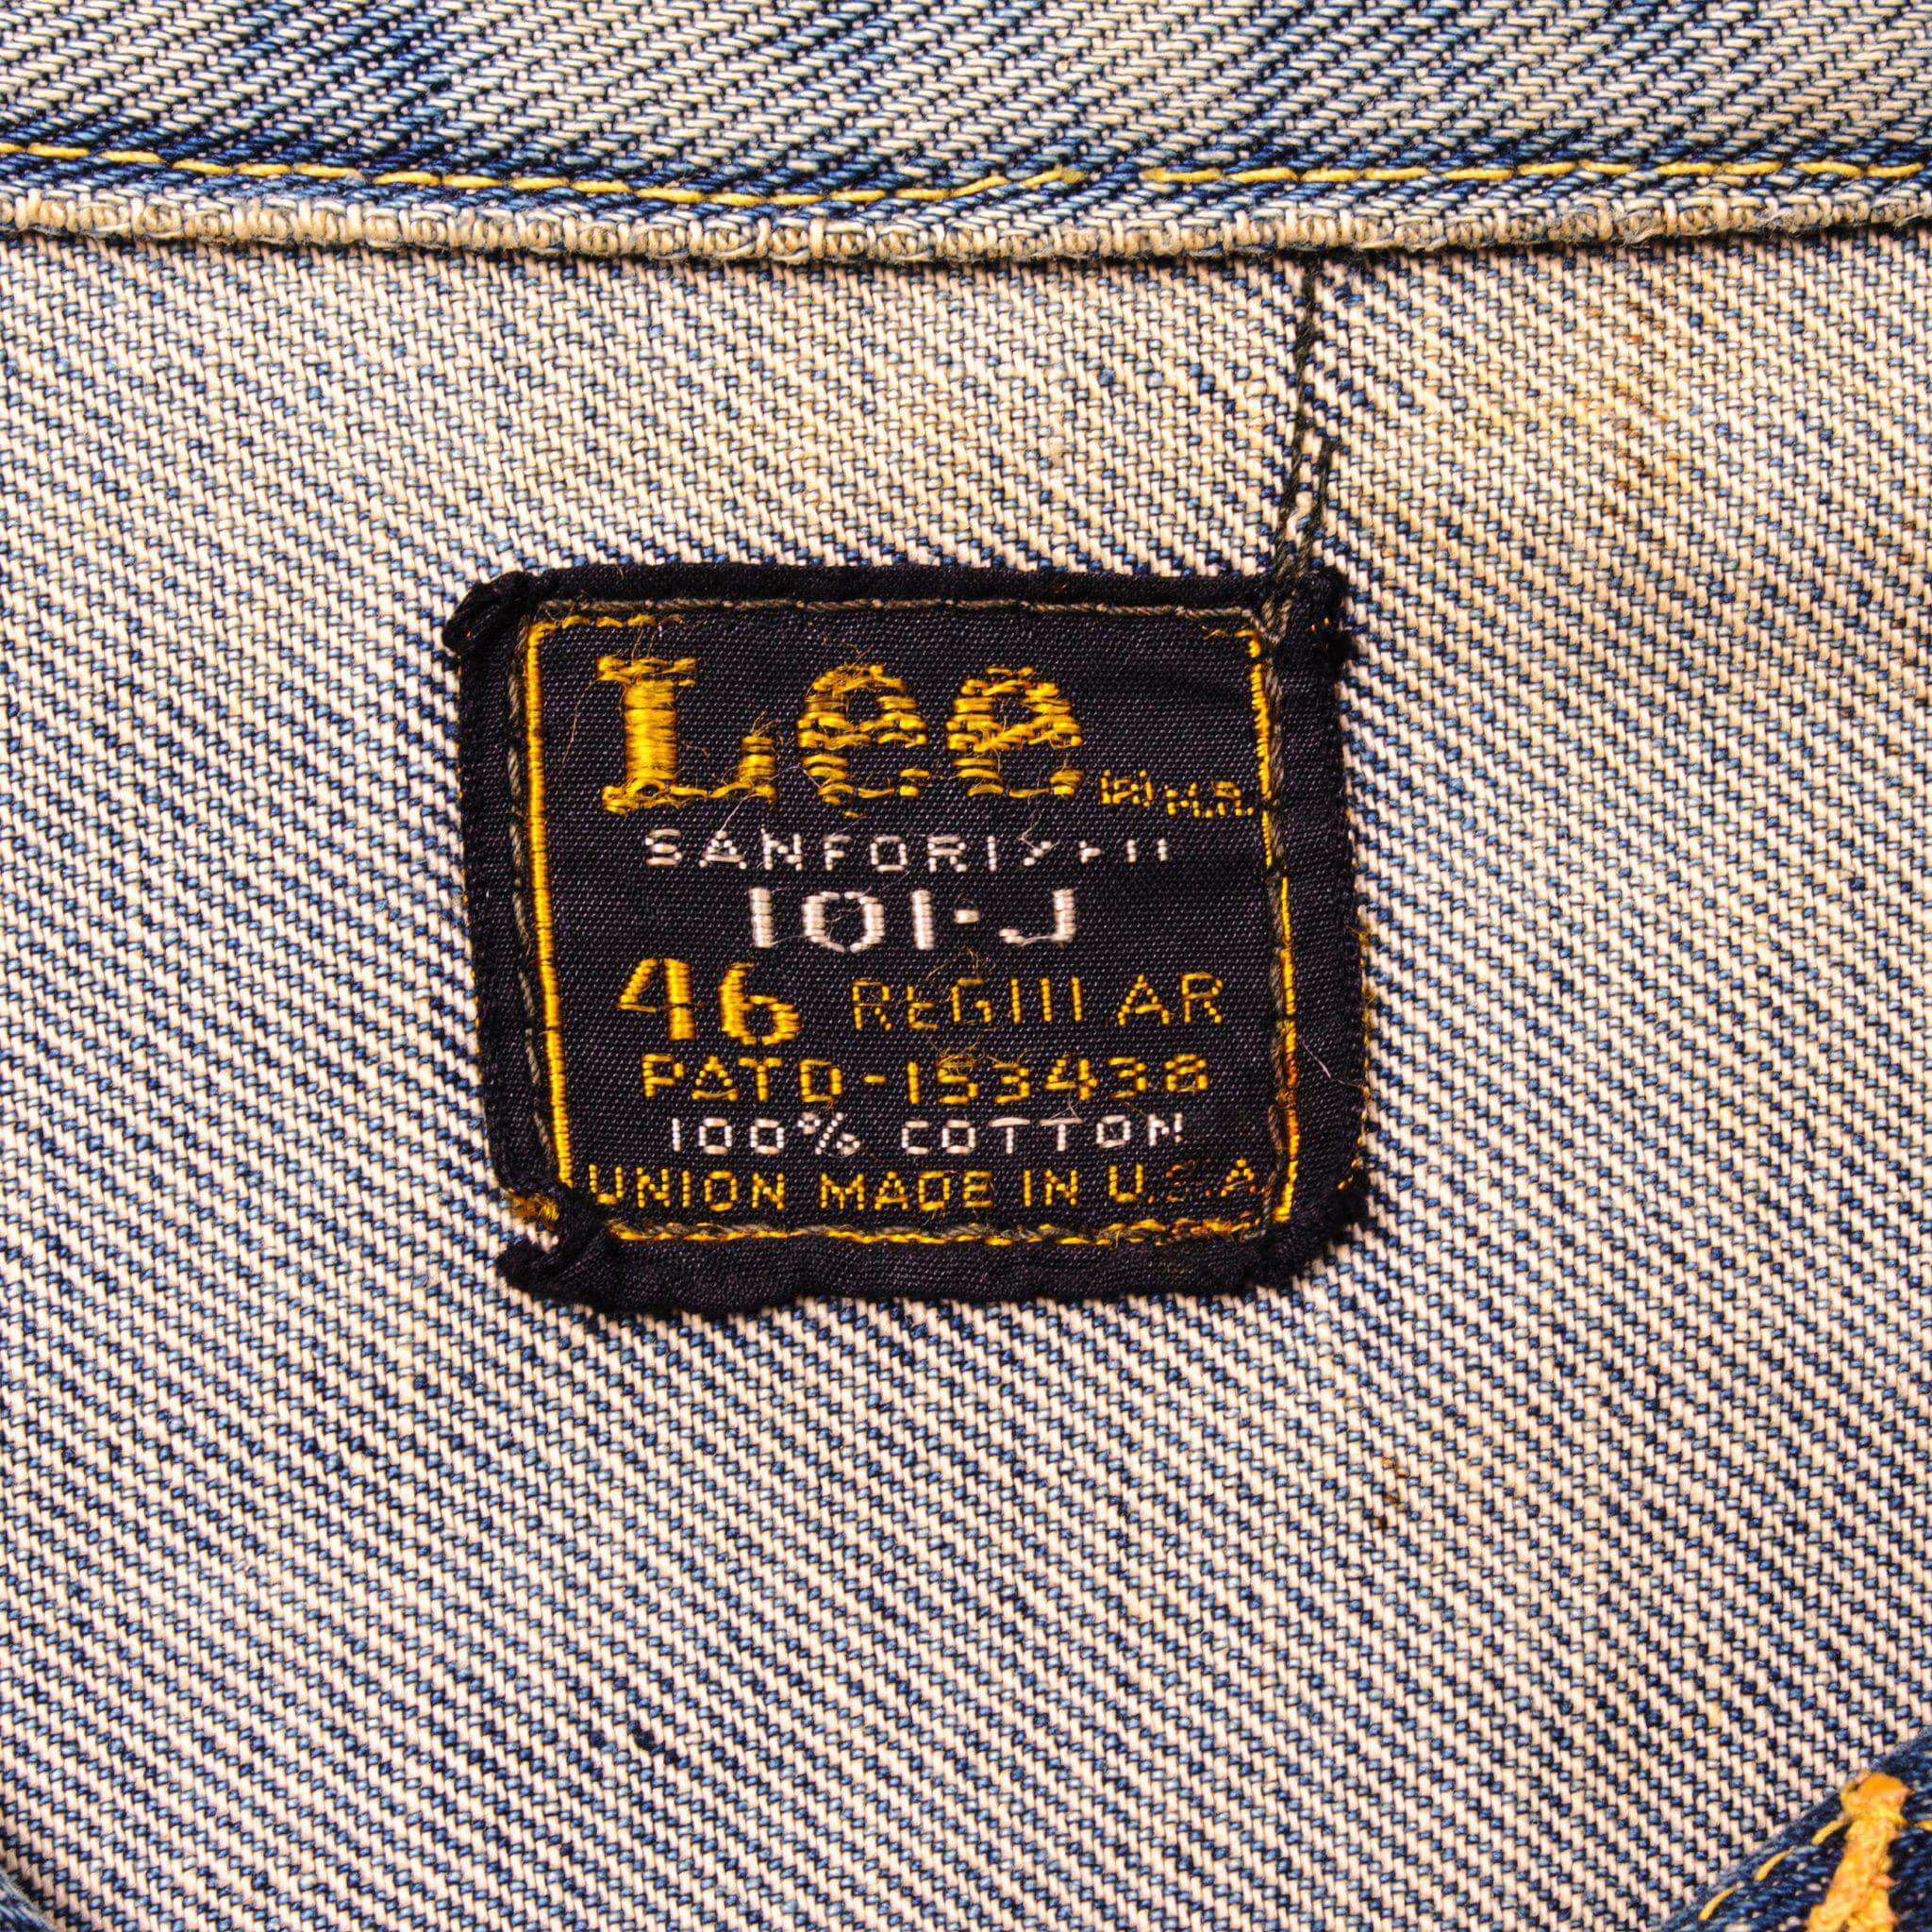 Lee ® M.R.
SANFORIZED
101-J
46 REGULAR
PATD-153438
100% COTTON
UNION MADE IN U.S.A.